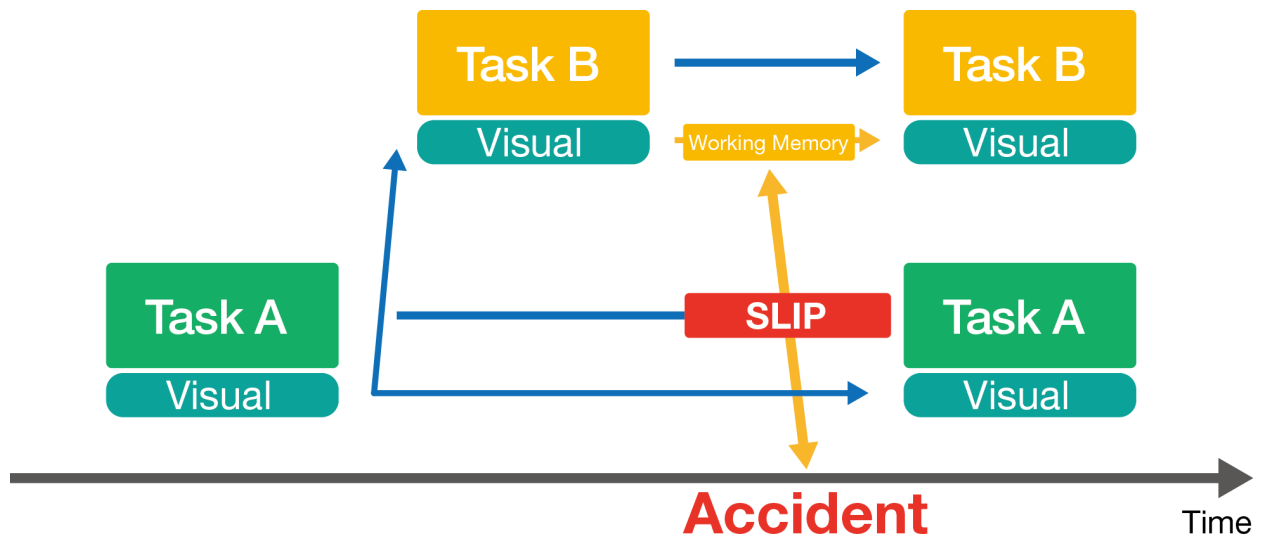 Task B
Task B
Visual
Working Memory
Visual
Task A
SLIP
Task A
Visual
Visual
Accident
Time